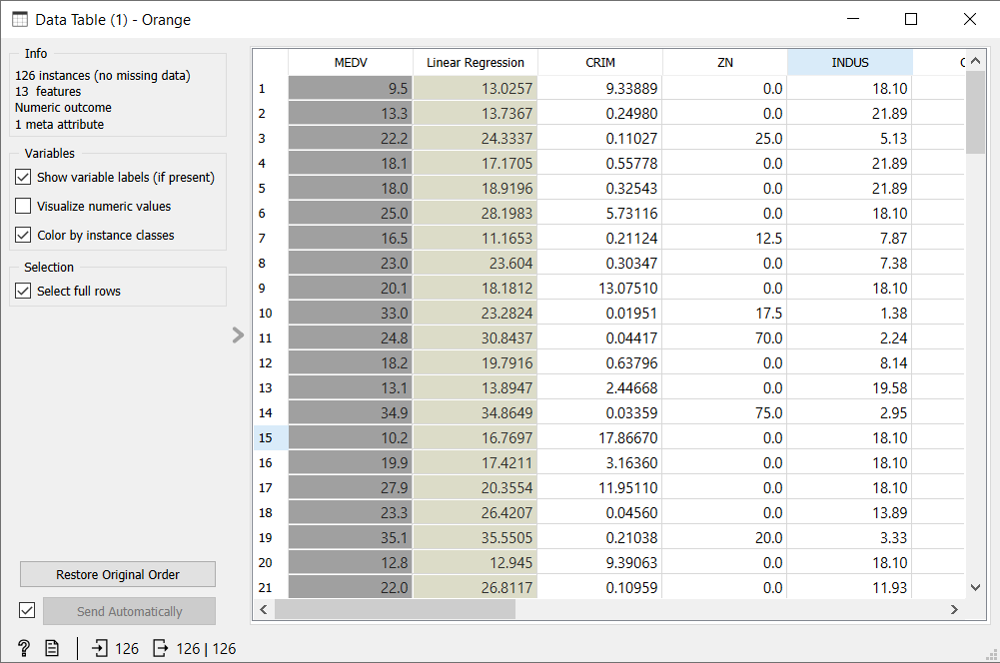 Data Table (1) - Orange
Info
126 instances (no missing data)
13 features
Numeric outcome
1 meta attribute
Variables
Show variable labels (if present)
Visualize numeric values
Color by instance classes
Selection
Select full rows
Restore Original Order
Send Automatically
MEDV Linear Regression CRIM ZN INDUS C
1 9.5 13.0257 9.33889 0.0 18.10
2 13.3 13.7367 0.24980 0.0 21.89
3 22.2 24.3337 0.11027 25.0 5.13
4 18.1 17.1705 0.55778 0.0 21.89
5 18.0 18.9196 0.32543 0.0 21.89
6 25.0 28.1983 5.73116 0.0 18.10
7 16.5 11.1653 0.21124 12.5 7.87
8 23.0 23.604 0.30347 0.0 7.38
9 20.1 18.1812 13.07510 0.0 18.10
10 33.0 23.2824 0.01951 17.5 1.38
11 24.8 30.8437 0.04417 70.0 2.24
12 18.2 19.7916 0.63796 0.0 8.14
13 13.1 13.8947 2.44668 0.0 19.58
14 34.9 34.8649 0.03359 75.0 2.95
15 10.2 16.7697 17.86670 0.0 18.10
16 19.9 17.4211 3.16360 0.0 18.10
17 27.9 20.3554 11.95110 0.0 18.10
18 23.3 26.4207 0.04560 0.0 13.89
19 35.1 35.5505 0.21038 20.0 3.33
20 12.8 12.945 9.39063 0.0 18.10
21 22.0 26.8117 0.10959 0.0 11.93
? 126 126 | 126